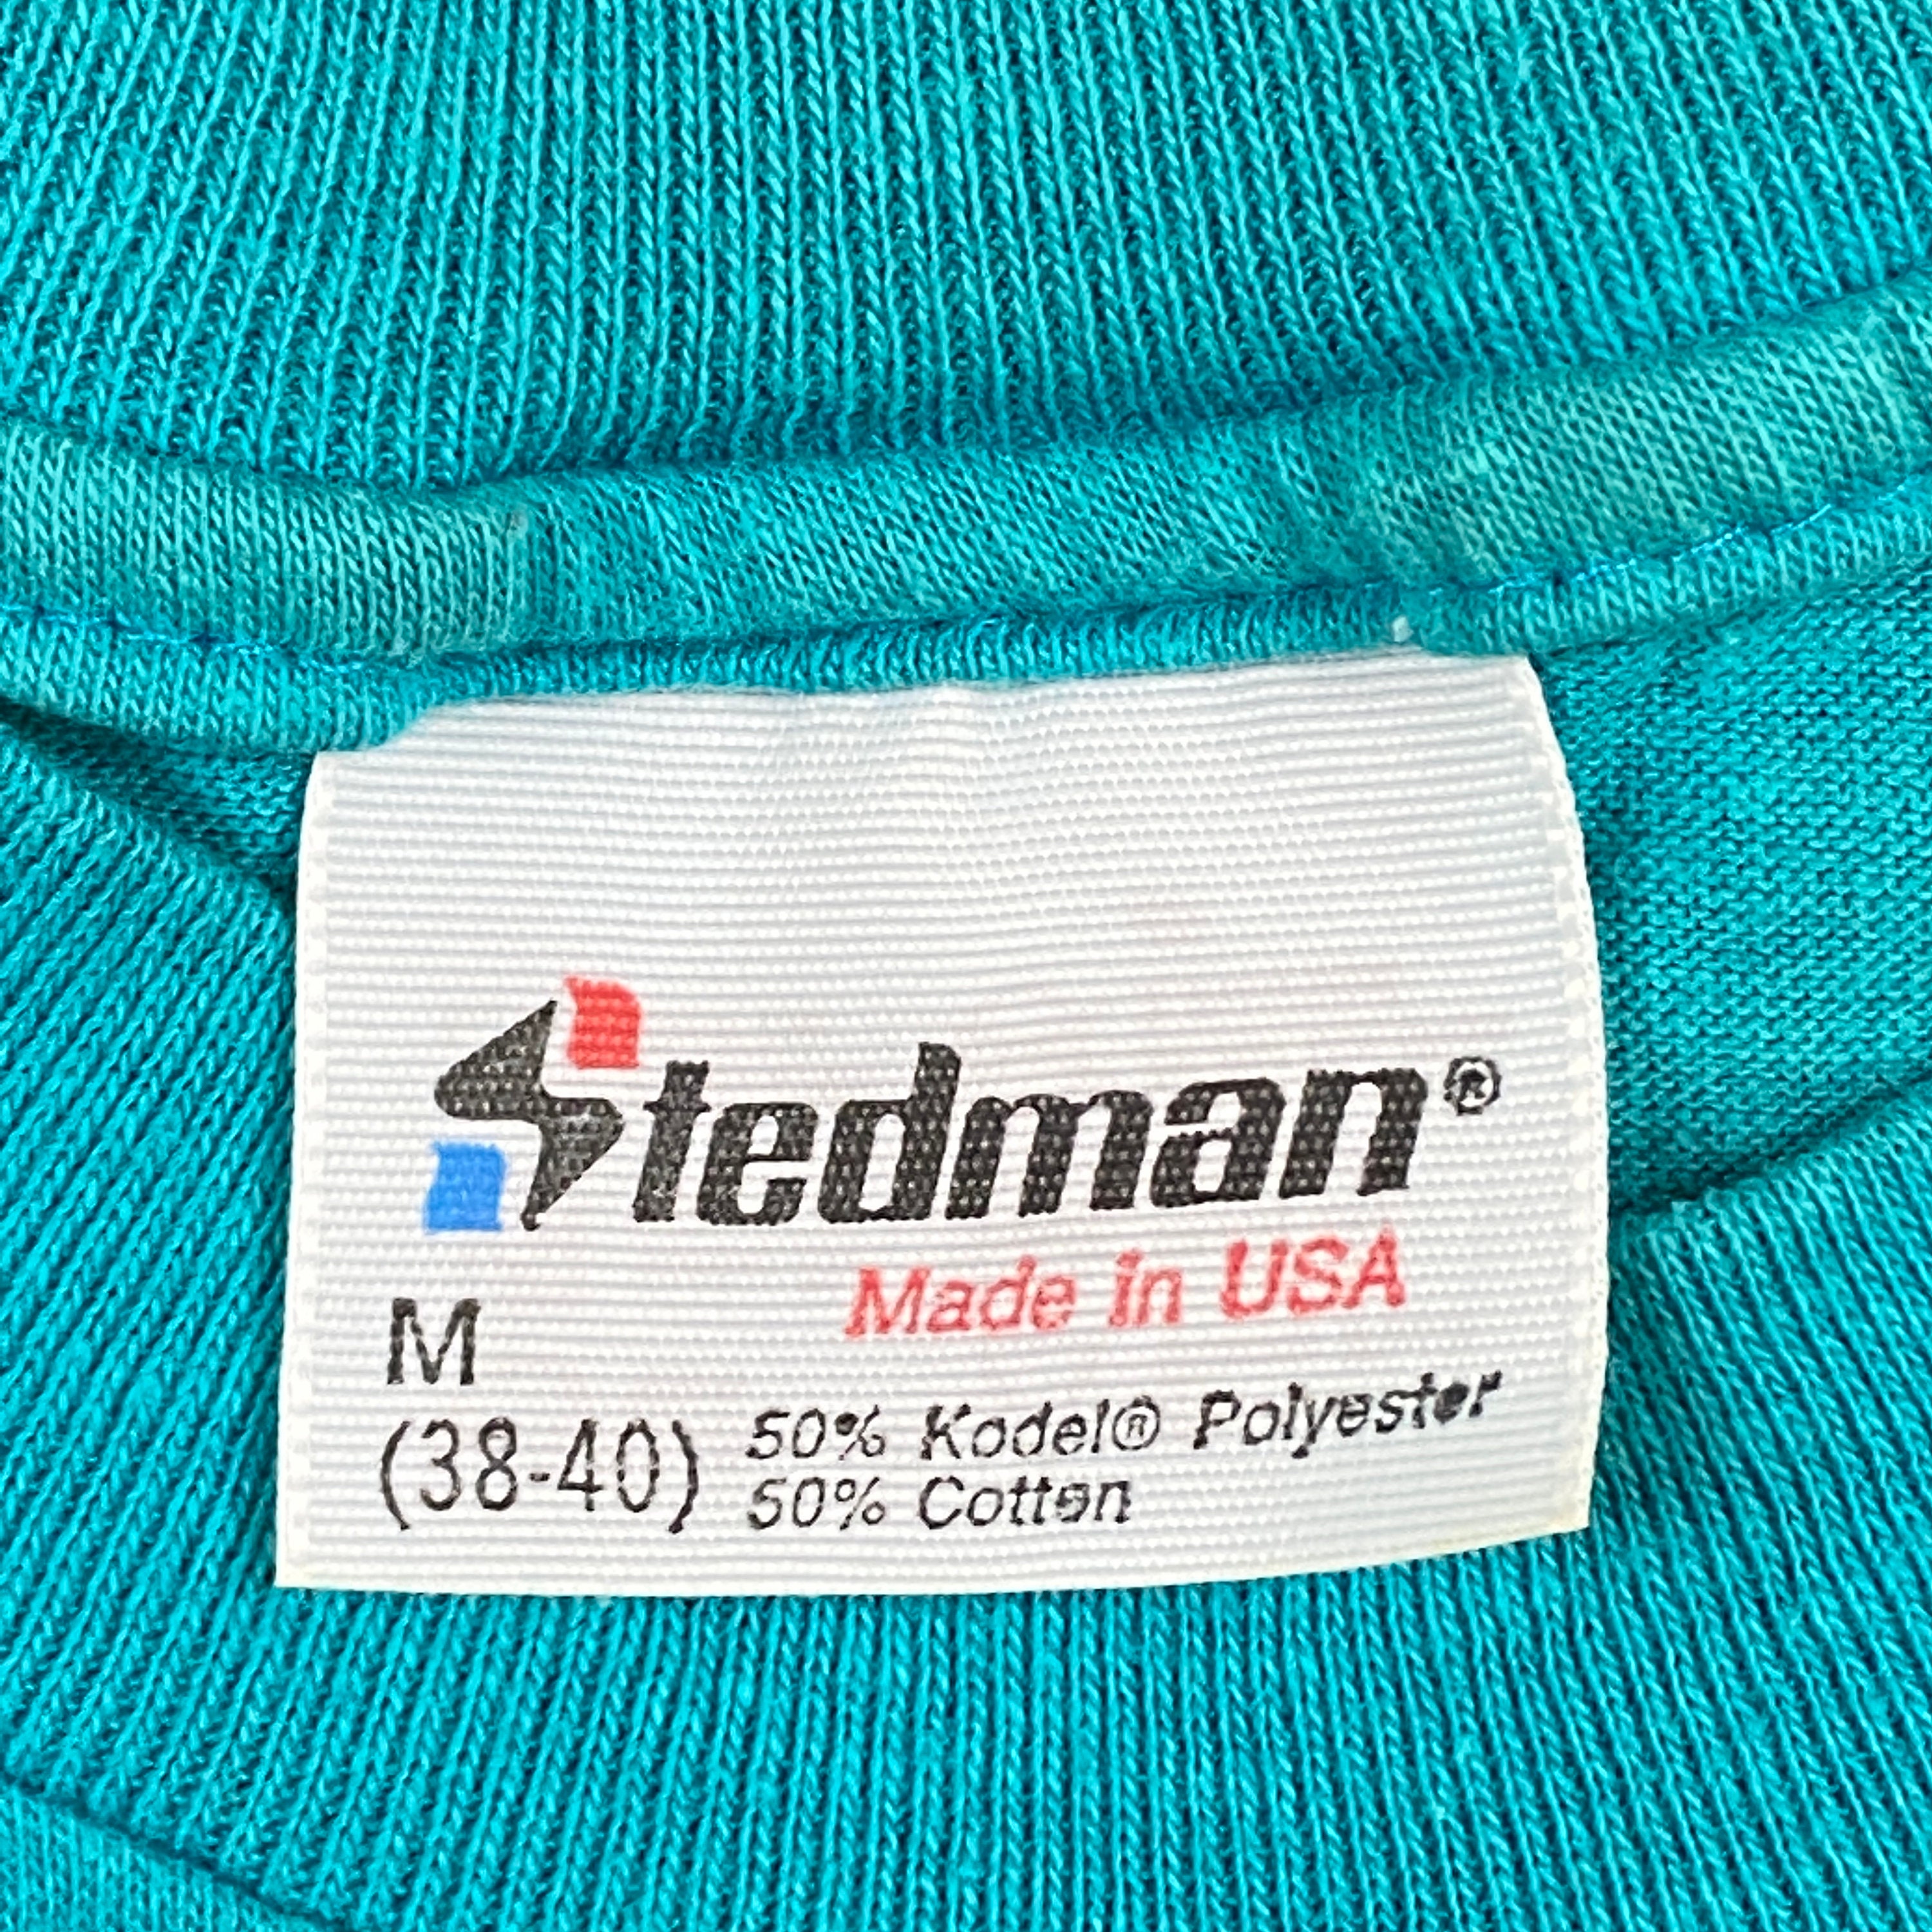 Stedman®
Made in USA
M
(38-40)
50% Kodel® Polyester
50% Cotton